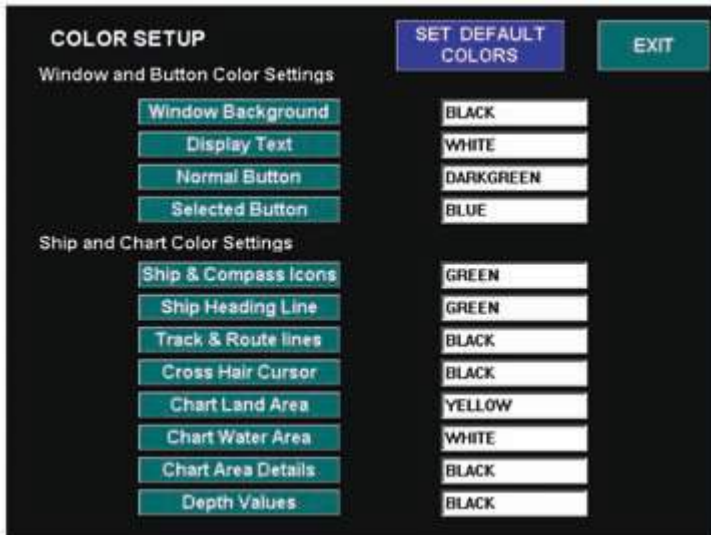 COLOR SETUP
SET DEFAULT
COLORS
EXIT
Window and Button Color Settings
Window Background BLACK
Display Text WHITE
Normal Button DARKGREEN
Selected Button BLUE
Ship and Chart Color Settings
Ship & Compass Icons GREEN
Ship Heading Line GREEN
Track & Route lines BLACK
Cross Hair Cursor BLACK
Chart Land Area YELLOW
Chart Water Area WHITE
Chart Area Details BLACK
Depth Values BLACK